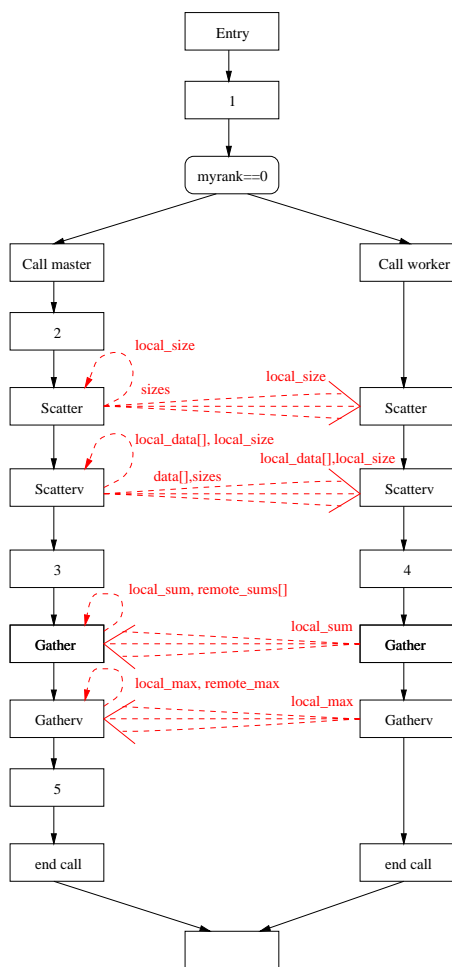 Entry
1
myrank==0
Call master
Call worker
2
local_size
sizes
local_size
Scatter
Scatter
local_data[], local_size
local_data[],local_size
data[],sizes
Scatterv
Scatterv
3
4
local_sum, remote_sums[]
local_sum
Gather
Gather
local_max, remote_max
local_max
Gatherv
Gatherv
5
end call
end call